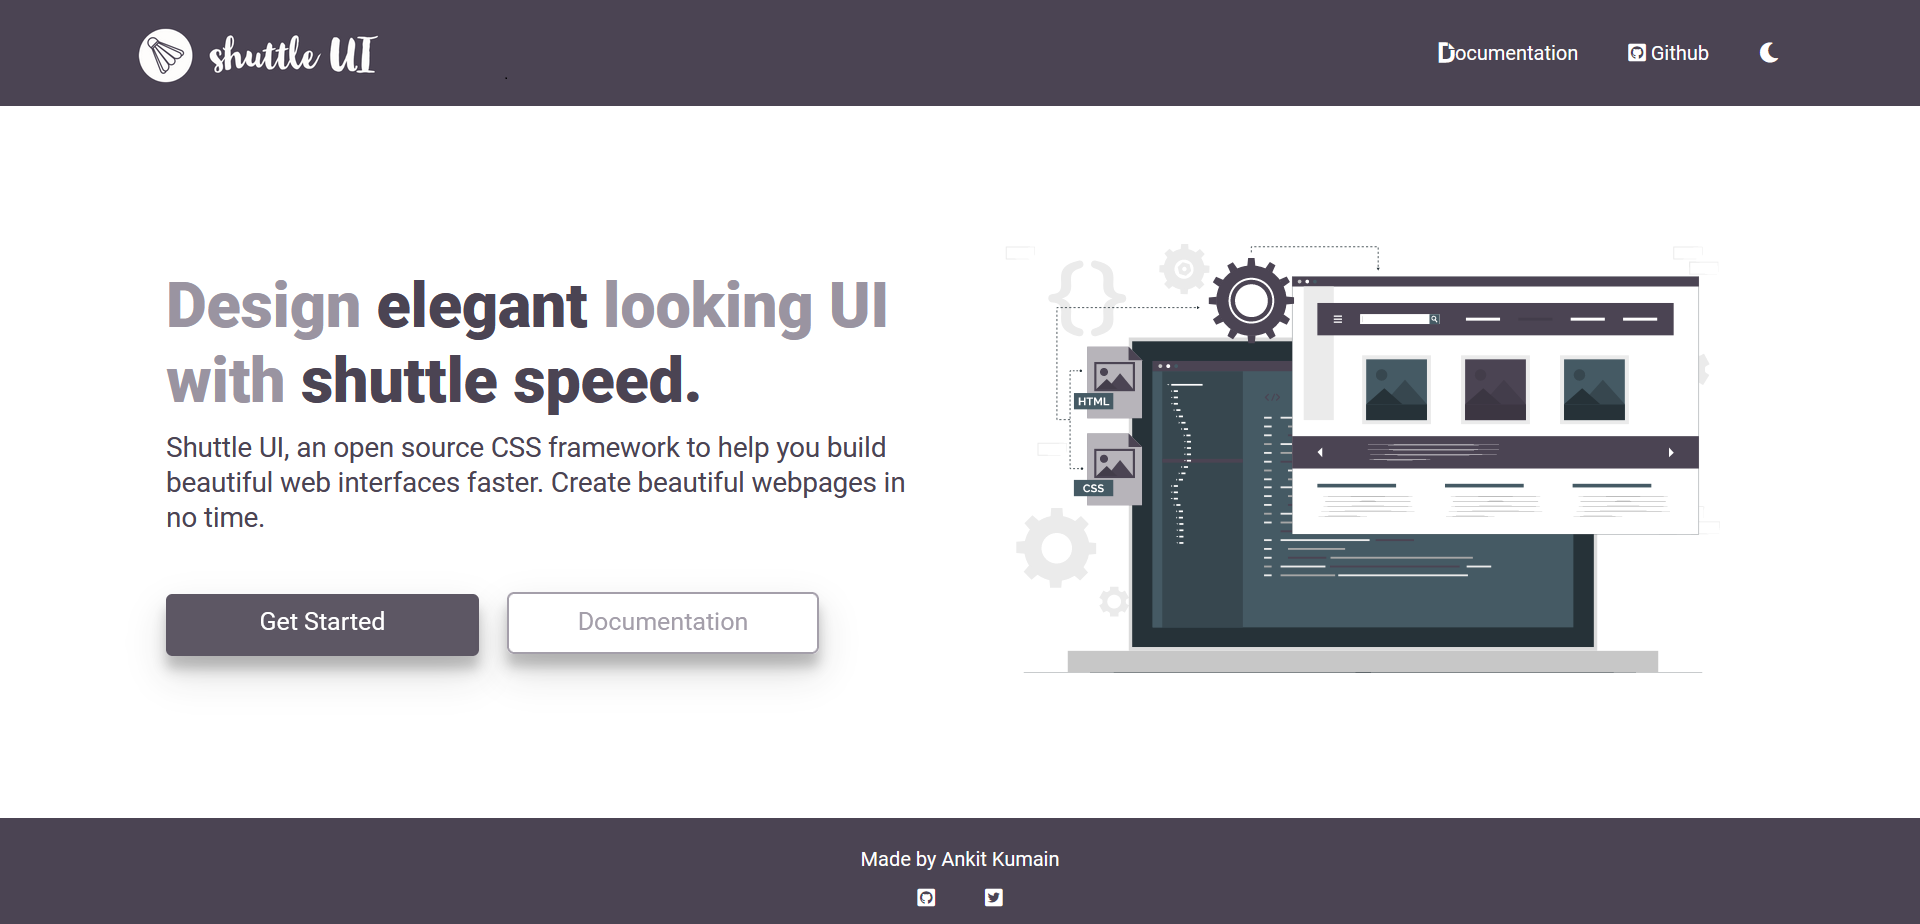 shuttle UI
Documentation
Github
Design elegant looking UI
with shuttle speed.
Shuttle UI, an open source CSS framework to help you build
beautiful web interfaces faster. Create beautiful webpages in
no time.
Get Started
Documentation
HTML
CSS
</>
Made by Ankit Kumain